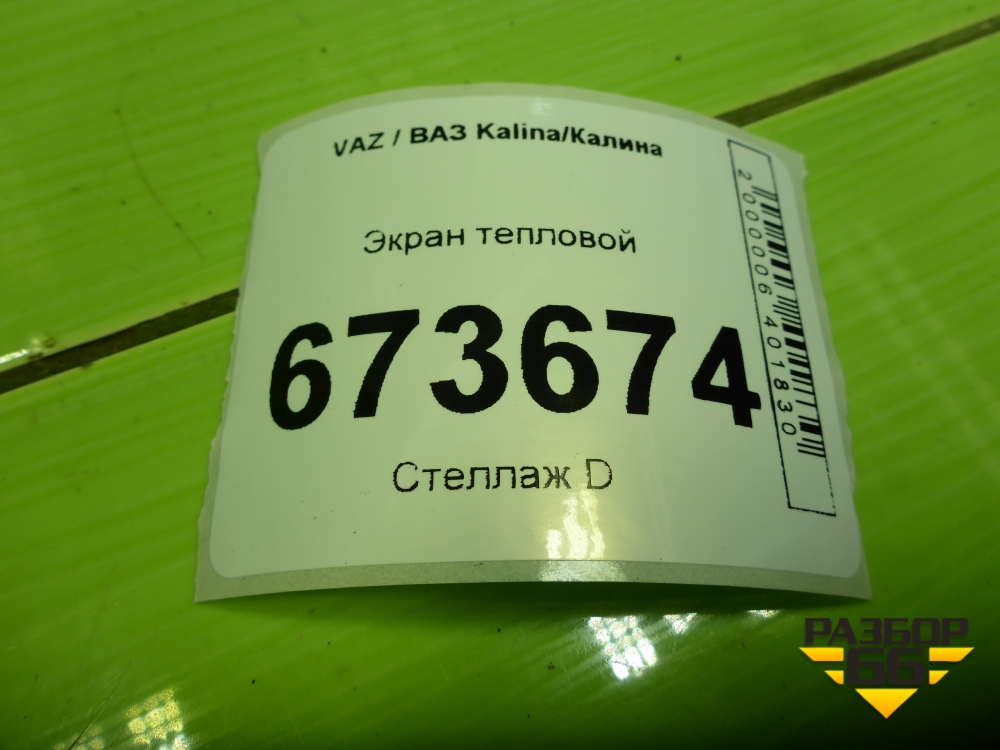 VAZ / ВАЗ Kalina/Калина
Экран тепловой
673674
Стеллаж D
2000006401830
РАЗБОР
66